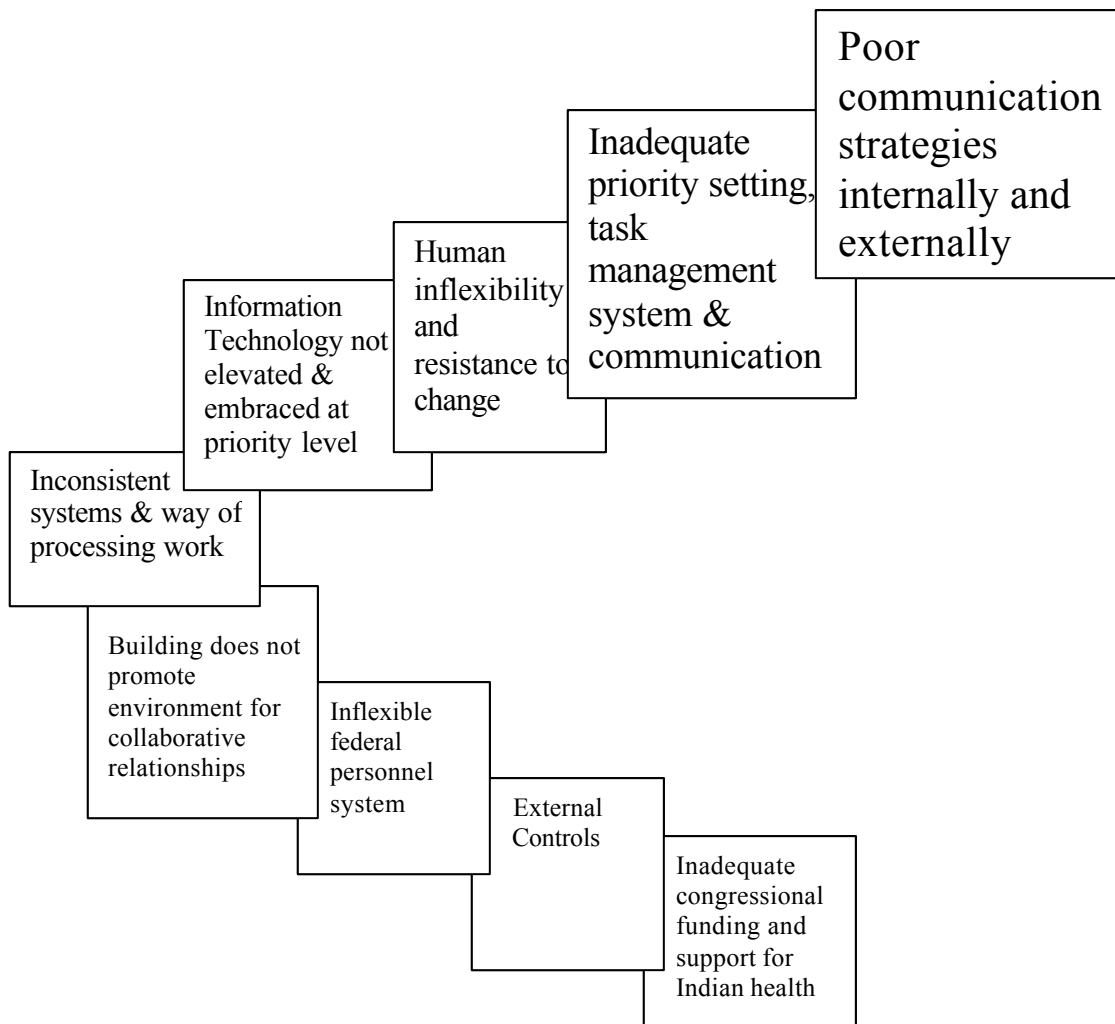 Poor
communication
strategies
internally and
externally
Inadequate
priority setting,
task
management
system &
communication
Human
inflexibility
and
resistance to
change
Information
Technology not
elevated &
embraced at
priority level
Inconsistent
systems & way of
processing work
Building does not
promote
environment for
collaborative
relationships
Inflexible
federal
personnel
system
External
Controls
Inadequate
congressional
funding and
support for
Indian health